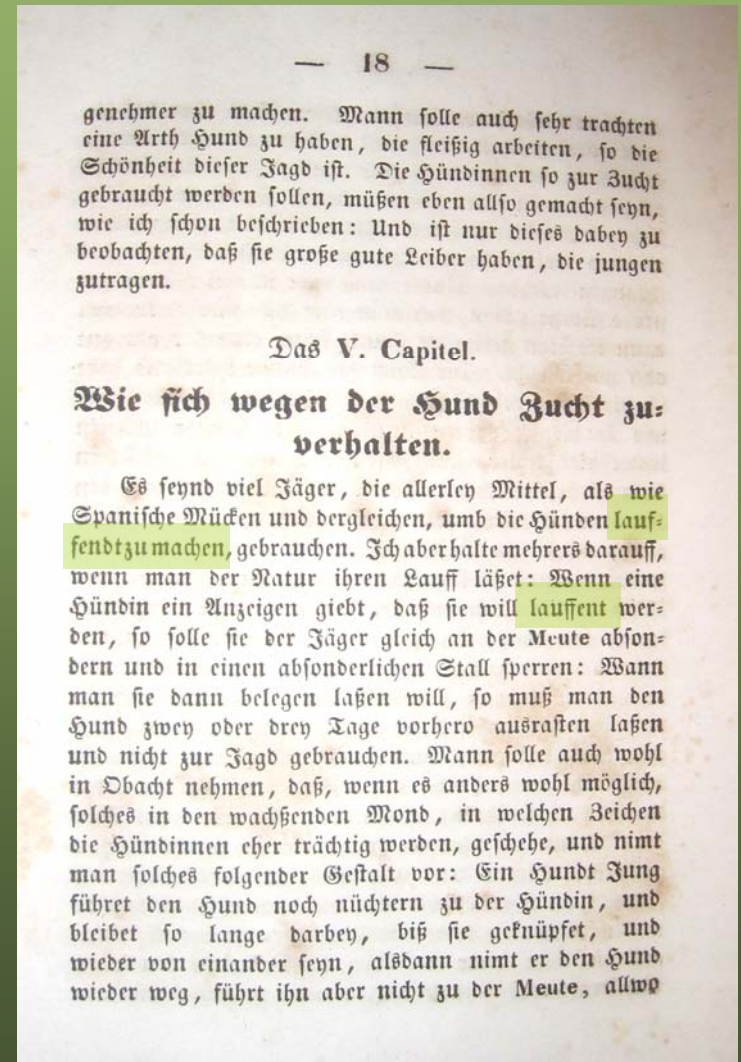 — 18 —
genehmer zu machen. Mann solle auch sehr trachten
eine Arth Hund zu haben, die fleißig arbeiten, so die
Schönheit dieser Jagd ist. Die Hündinnen so zur Zucht
gebraucht werden sollen, müßen eben allso gemacht seyn,
wie ich schon beschrieben: Und ist nur dieses dabey zu
beobachten, daß sie große gute Leiber haben, die jungen
zutragen.
Das V. Capitel.
Wie sich wegen der Hund Zucht zu-
verhalten.
Es seynd viel Jäger, die allerley Mittel, als wie
Spanische Mücken und dergleichen, umb die Hünden lauf-
fendt zu machen, gebrauchen. Ich aber halte mehrers darauff,
wenn man der Natur ihren Lauff läßet: Wenn eine
Hündin ein Anzeigen giebt, daß sie will lauffent wer-
den, so solle sie der Jäger gleich an der Meute abson-
dern und in einen absonderlichen Stall sperren: Wann
man sie dann belegen laßen will, so muß man den
Hund zwey oder drey Tage vorhero ausrasten laßen
und nicht zur Jagd gebrauchen. Mann solle auch wohl
in Obacht nehmen, daß, wenn es anders wohl möglich,
solches in den wachßenden Mond, in welchen Zeichen
die Hündinnen eher trächtig werden, geschehe, und nimt
man solches folgender Gestalt vor: Ein Hundt Jung
führet den Hund noch nüchtern zu der Hündin, und
bleibet so lange darbey, biß sie geknüpfet, und
wieder von einander seyn, alsdann nimt er den Hund
wieder weg, führt ihn aber nicht zu der Meute, allwo